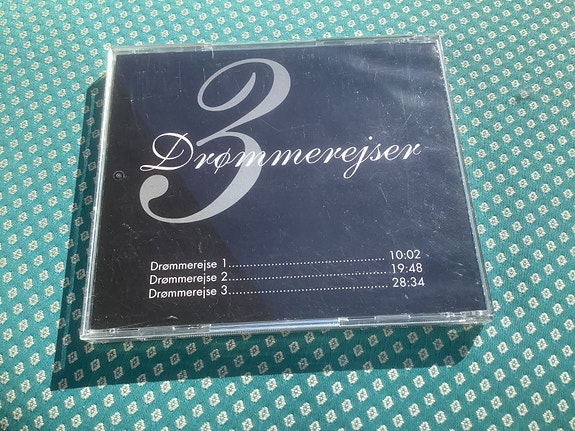 3
Drømmerejser
Drømmerejse 1.......................................... 10:02
Drømmerejse 2.......................................... 19:48
Drømmerejse 3.......................................... 28:34